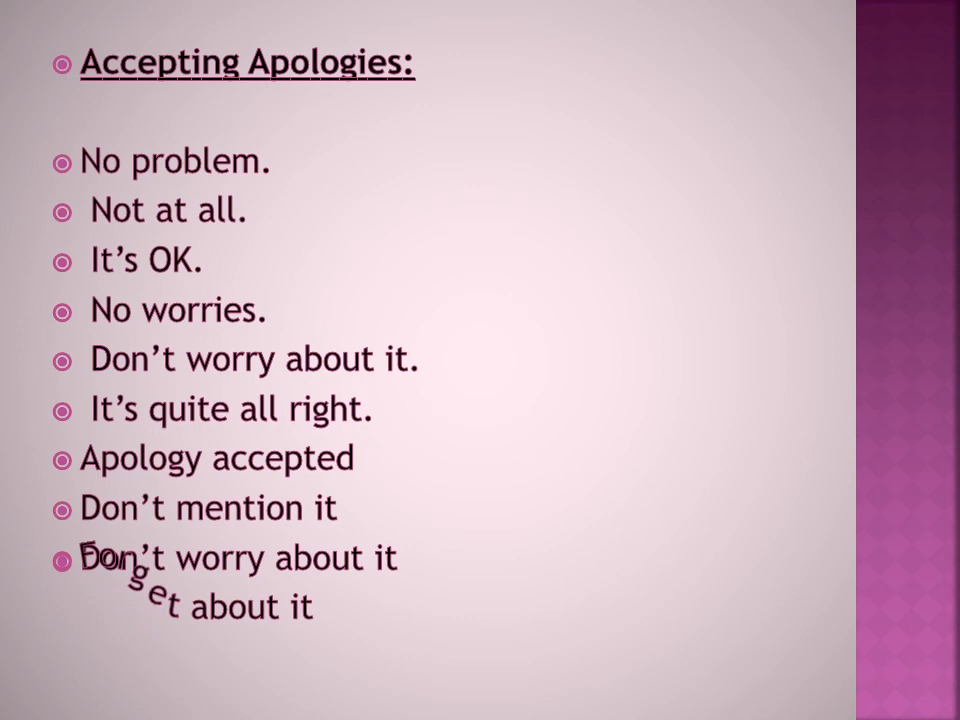 Accepting Apologies:
No problem.
Not at all.
It’s OK.
No worries.
Don’t worry about it.
It’s quite all right.
Apology accepted
Don’t mention it
Don’t worry about it
Forget about it